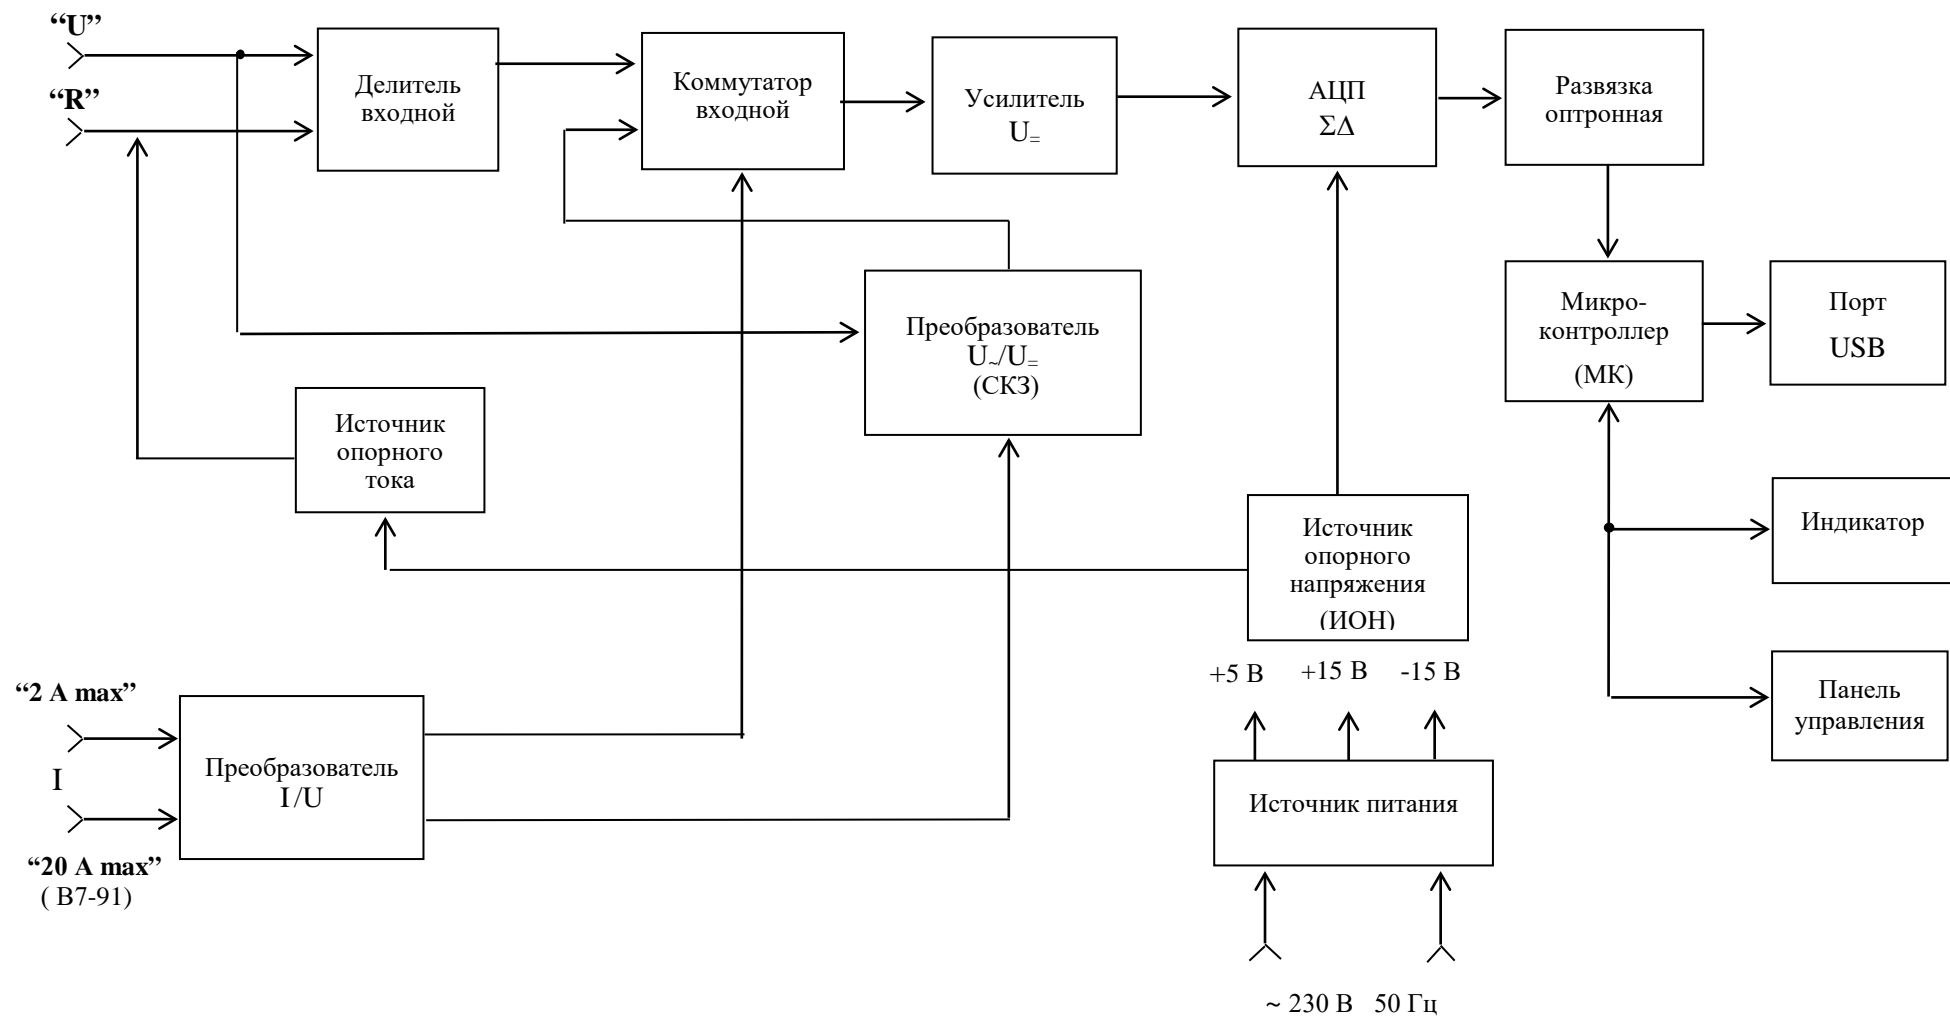 “U”
“R”
Делитель
входной
Коммутатор
входной
Усилитель
U=
АЦП
ΣΔ
Развязка
оптронная
Преобразователь
U~/U=
(СКЗ)
Микро-
контроллер
(МК)
Порт
USB
Источник
опорного
тока
Источник
опорного
напряжения
(ИОН)
Индикатор
+5 В
+15 В
-15 В
Панель
управления
“2 A max”
I
“20 A max”
( В7-91)
Преобразователь
I/U
Источник питания
~ 230 В 50 Гц